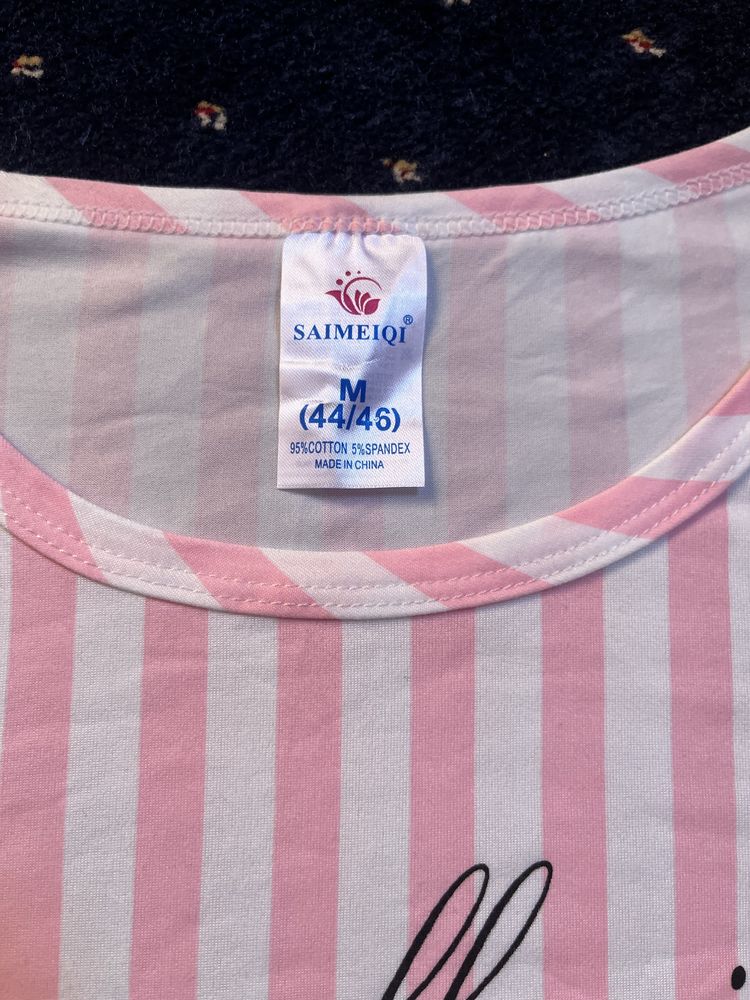 SAIMEIQI®
M
(44/46)
95%COTTON 5%SPANDEX
MADE IN CHINA